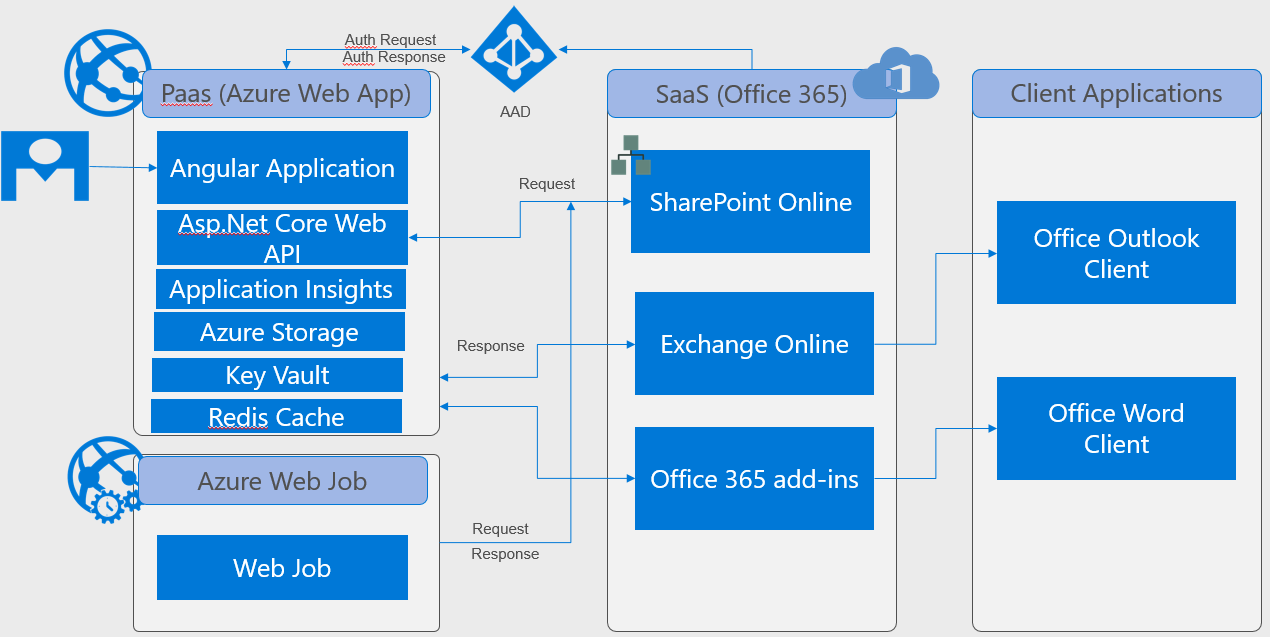 Auth Request
Auth Response
AAD
Paas (Azure Web App)
Angular Application
Asp.Net Core Web
API
Application Insights
Azure Storage
Key Vault
Redis Cache
Azure Web Job
Web Job
Request
Response
Request
Response
SaaS (Office 365)
SharePoint Online
Exchange Online
Office 365 add-ins
Client Applications
Office Outlook
Client
Office Word
Client